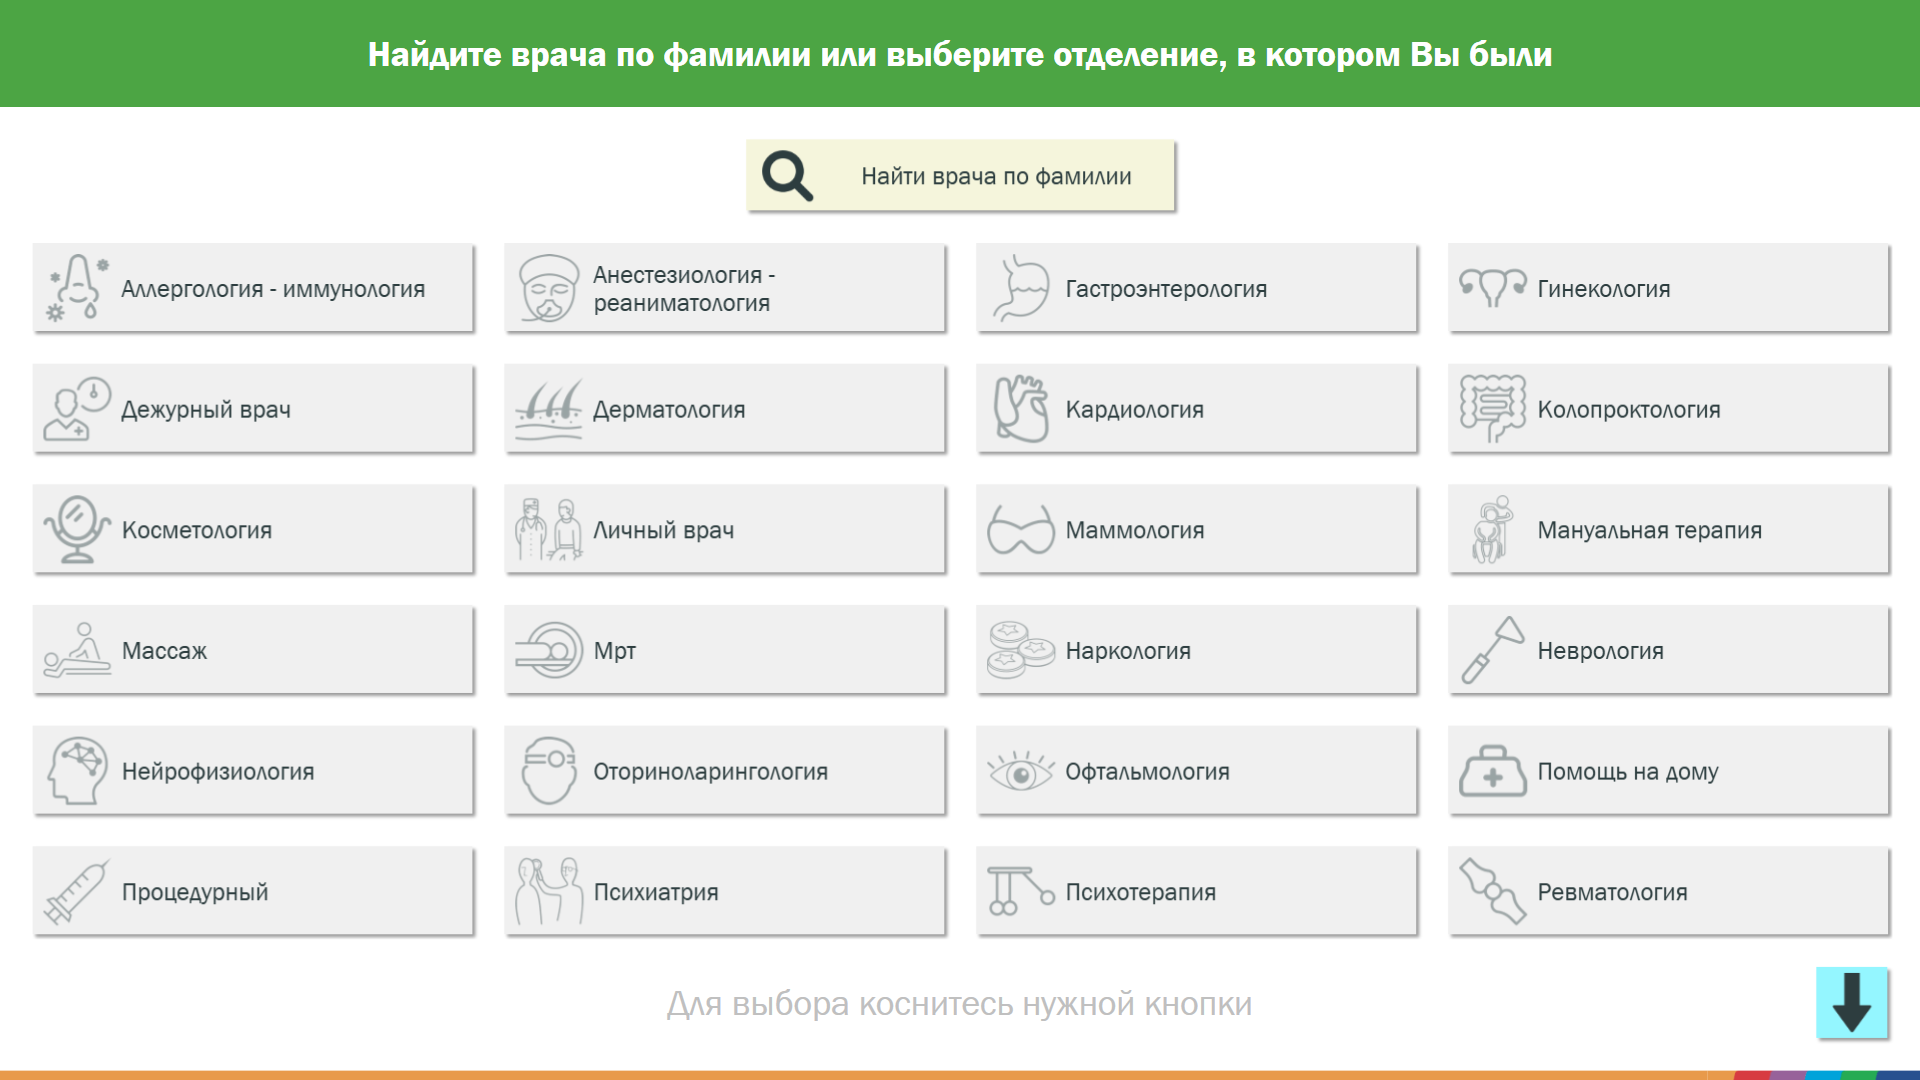 Найдите врача по фамилии или выберите отделение, в котором Вы были
Найти врача по фамилии
Аллергология - иммунология
Анестезиология -
реаниматология
Гастроэнтерология
Гинекология
Дежурный врач
Дерматология
Кардиология
Колопроктология
Косметология
Личный врач
Маммология
Мануальная терапия
Массаж
Мрт
Наркология
Неврология
Нейрофизиология
Оториноларингология
Офтальмология
Помощь на дому
Процедурный
Психиатрия
Психотерапия
Ревматология
Для выбора коснитесь нужной кнопки